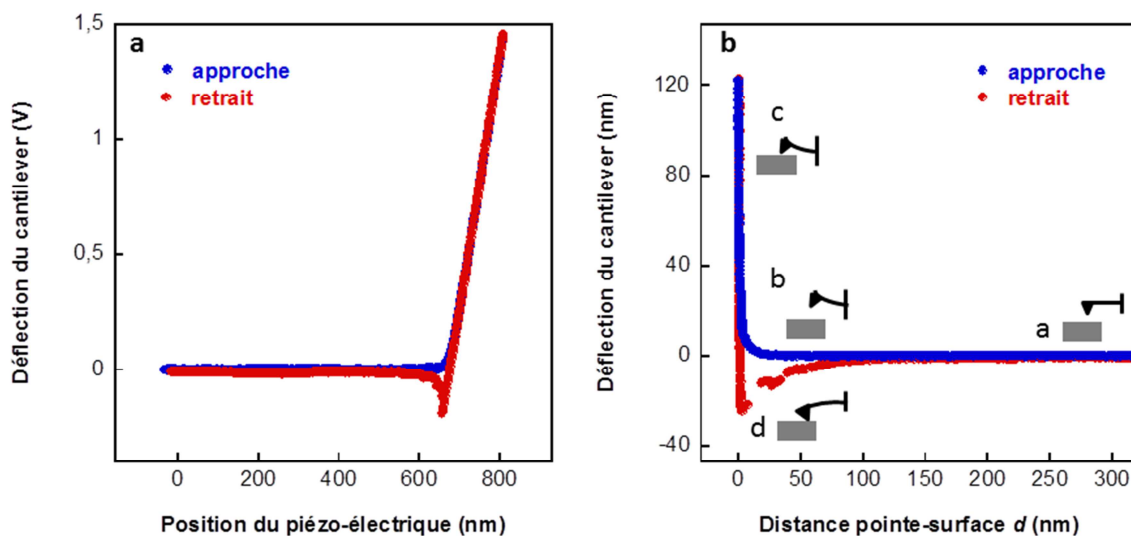 a
approche
retrait
Déflection du cantilever (V)
1,5
1
0,5
0
0
200
400
600
800
Position du piézo-électrique (nm)
b
approche
retrait
Déflection du cantilever (nm)
120
80
40
0
-40
c
b
a
d
0
50
100
150
200
250
300
Distance pointe-surface d (nm)